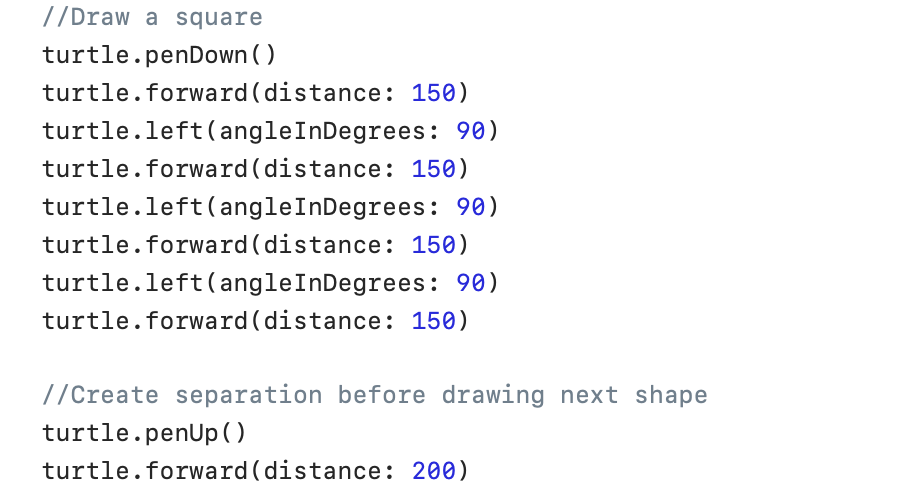 //Draw a square
turtle.penDown()
turtle.forward(distance: 150)
turtle.left(angleInDegrees: 90)
turtle.forward(distance: 150)
turtle.left(angleInDegrees: 90)
turtle.forward(distance: 150)
turtle.left(angleInDegrees: 90)
turtle.forward(distance: 150)
//Create separation before drawing next shape
turtle.penUp()
turtle.forward(distance: 200)